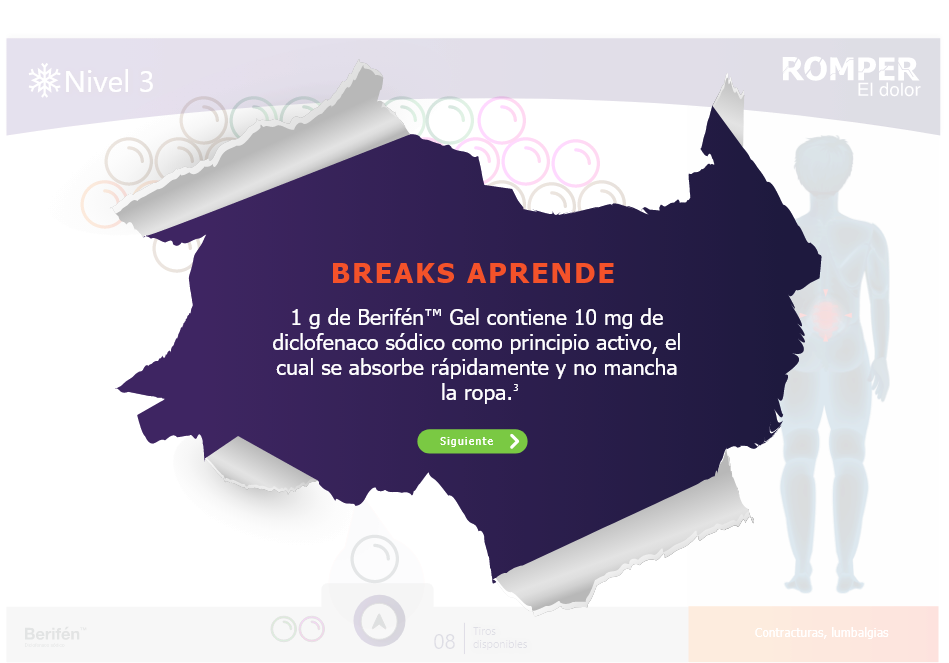 Nivel 3
ROMPER
El dolor
BREAKS APRENDE
1 g de Berifén™ Gel contiene 10 mg de
diclofenaco sódico como principio activo, el
cual se absorbe rápidamente y no mancha
la ropa.³
Siguiente
Berifén™
08
Tiros
disponibles
Contracturas, lumbalgias